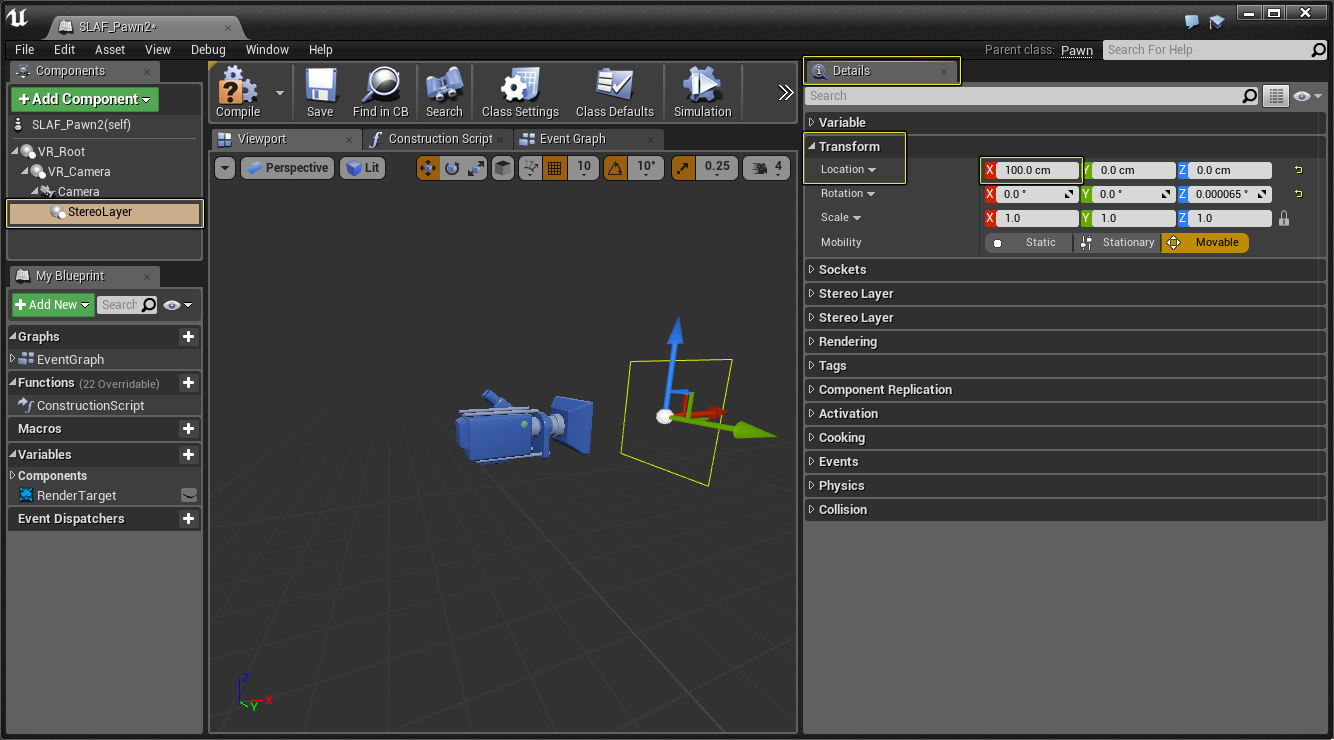 SLAF_Pawn2*
File Edit Asset View Debug Window Help
Parent class: Pawn Search For Help
Components
+ Add Component
SLAF_Pawn2(self)
VR_Root
VR_Camera
Camera
StereoLayer
My Blueprint
+ Add New Search
Graphs
EventGraph
Functions (22 Overridable)
ConstructionScript
Macros
Variables
Components
RenderTarget
Event Dispatchers
Compile Save Find in CB Search Class Settings Class Defaults Simulation
Viewport Construction Script Event Graph
Perspective Lit 10 10° 0.25 4
Z
X
Y
Details
Search
Variable
Transform
Location X 100.0 cm Y 0.0 cm Z 0.0 cm
Rotation X 0.0 ° Y 0.0 ° Z 0.000065 °
Scale X 1.0 Y 1.0 Z 1.0
Mobility Static Stationary Movable
Sockets
Stereo Layer
Stereo Layer
Rendering
Tags
Component Replication
Activation
Cooking
Events
Physics
Collision